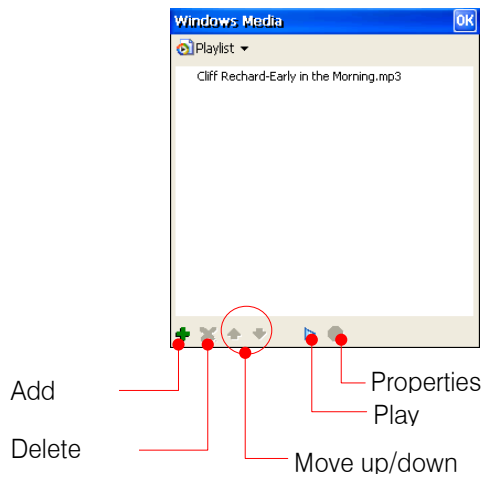 Windows Media OK
Playlist
Cliff Rechard-Early in the Morning.mp3
Add
Properties
Play
Delete
Move up/down